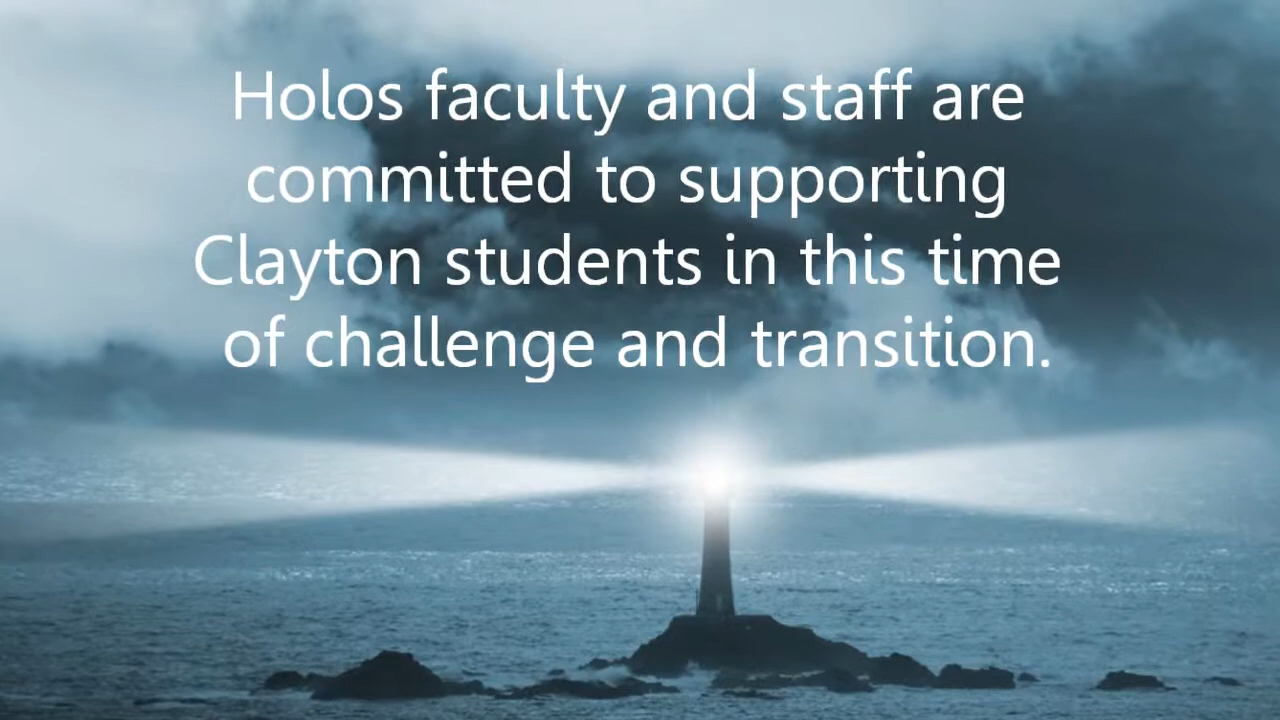 Holos faculty and staff are
committed to supporting
Clayton students in this time
of challenge and transition.